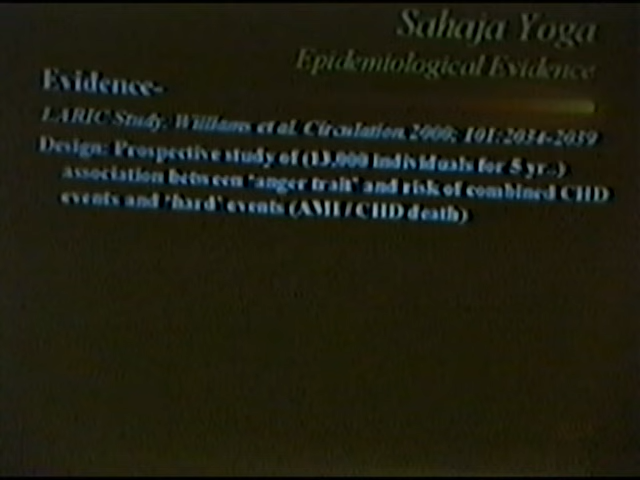 Sahaja Yoga
Epidemiological Evidence
Evidence-
LARIC Study. Williams et al. Circulation.2000; 101:2034-2039
Design: Prospective study of (13,000 individuals for 5 yr.)
association between 'anger trait' and risk of combined CHD
events and 'hard' events (AMI / CHD death)